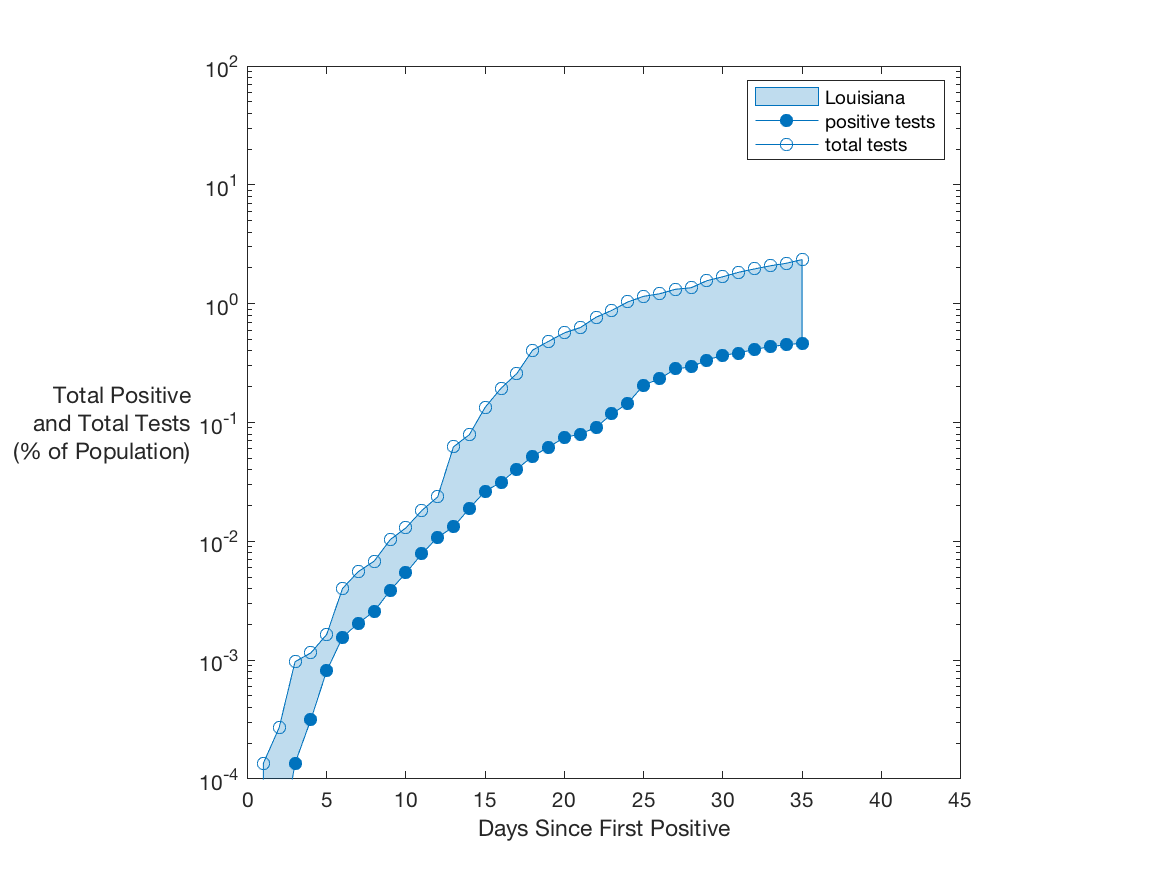 10^2
10^1
10^0
10^-1
10^-2
10^-3
10^-4
Total Positive
and Total Tests
(% of Population)
Louisiana
positive tests
total tests
0 5 10 15 20 25 30 35 40 45
Days Since First Positive